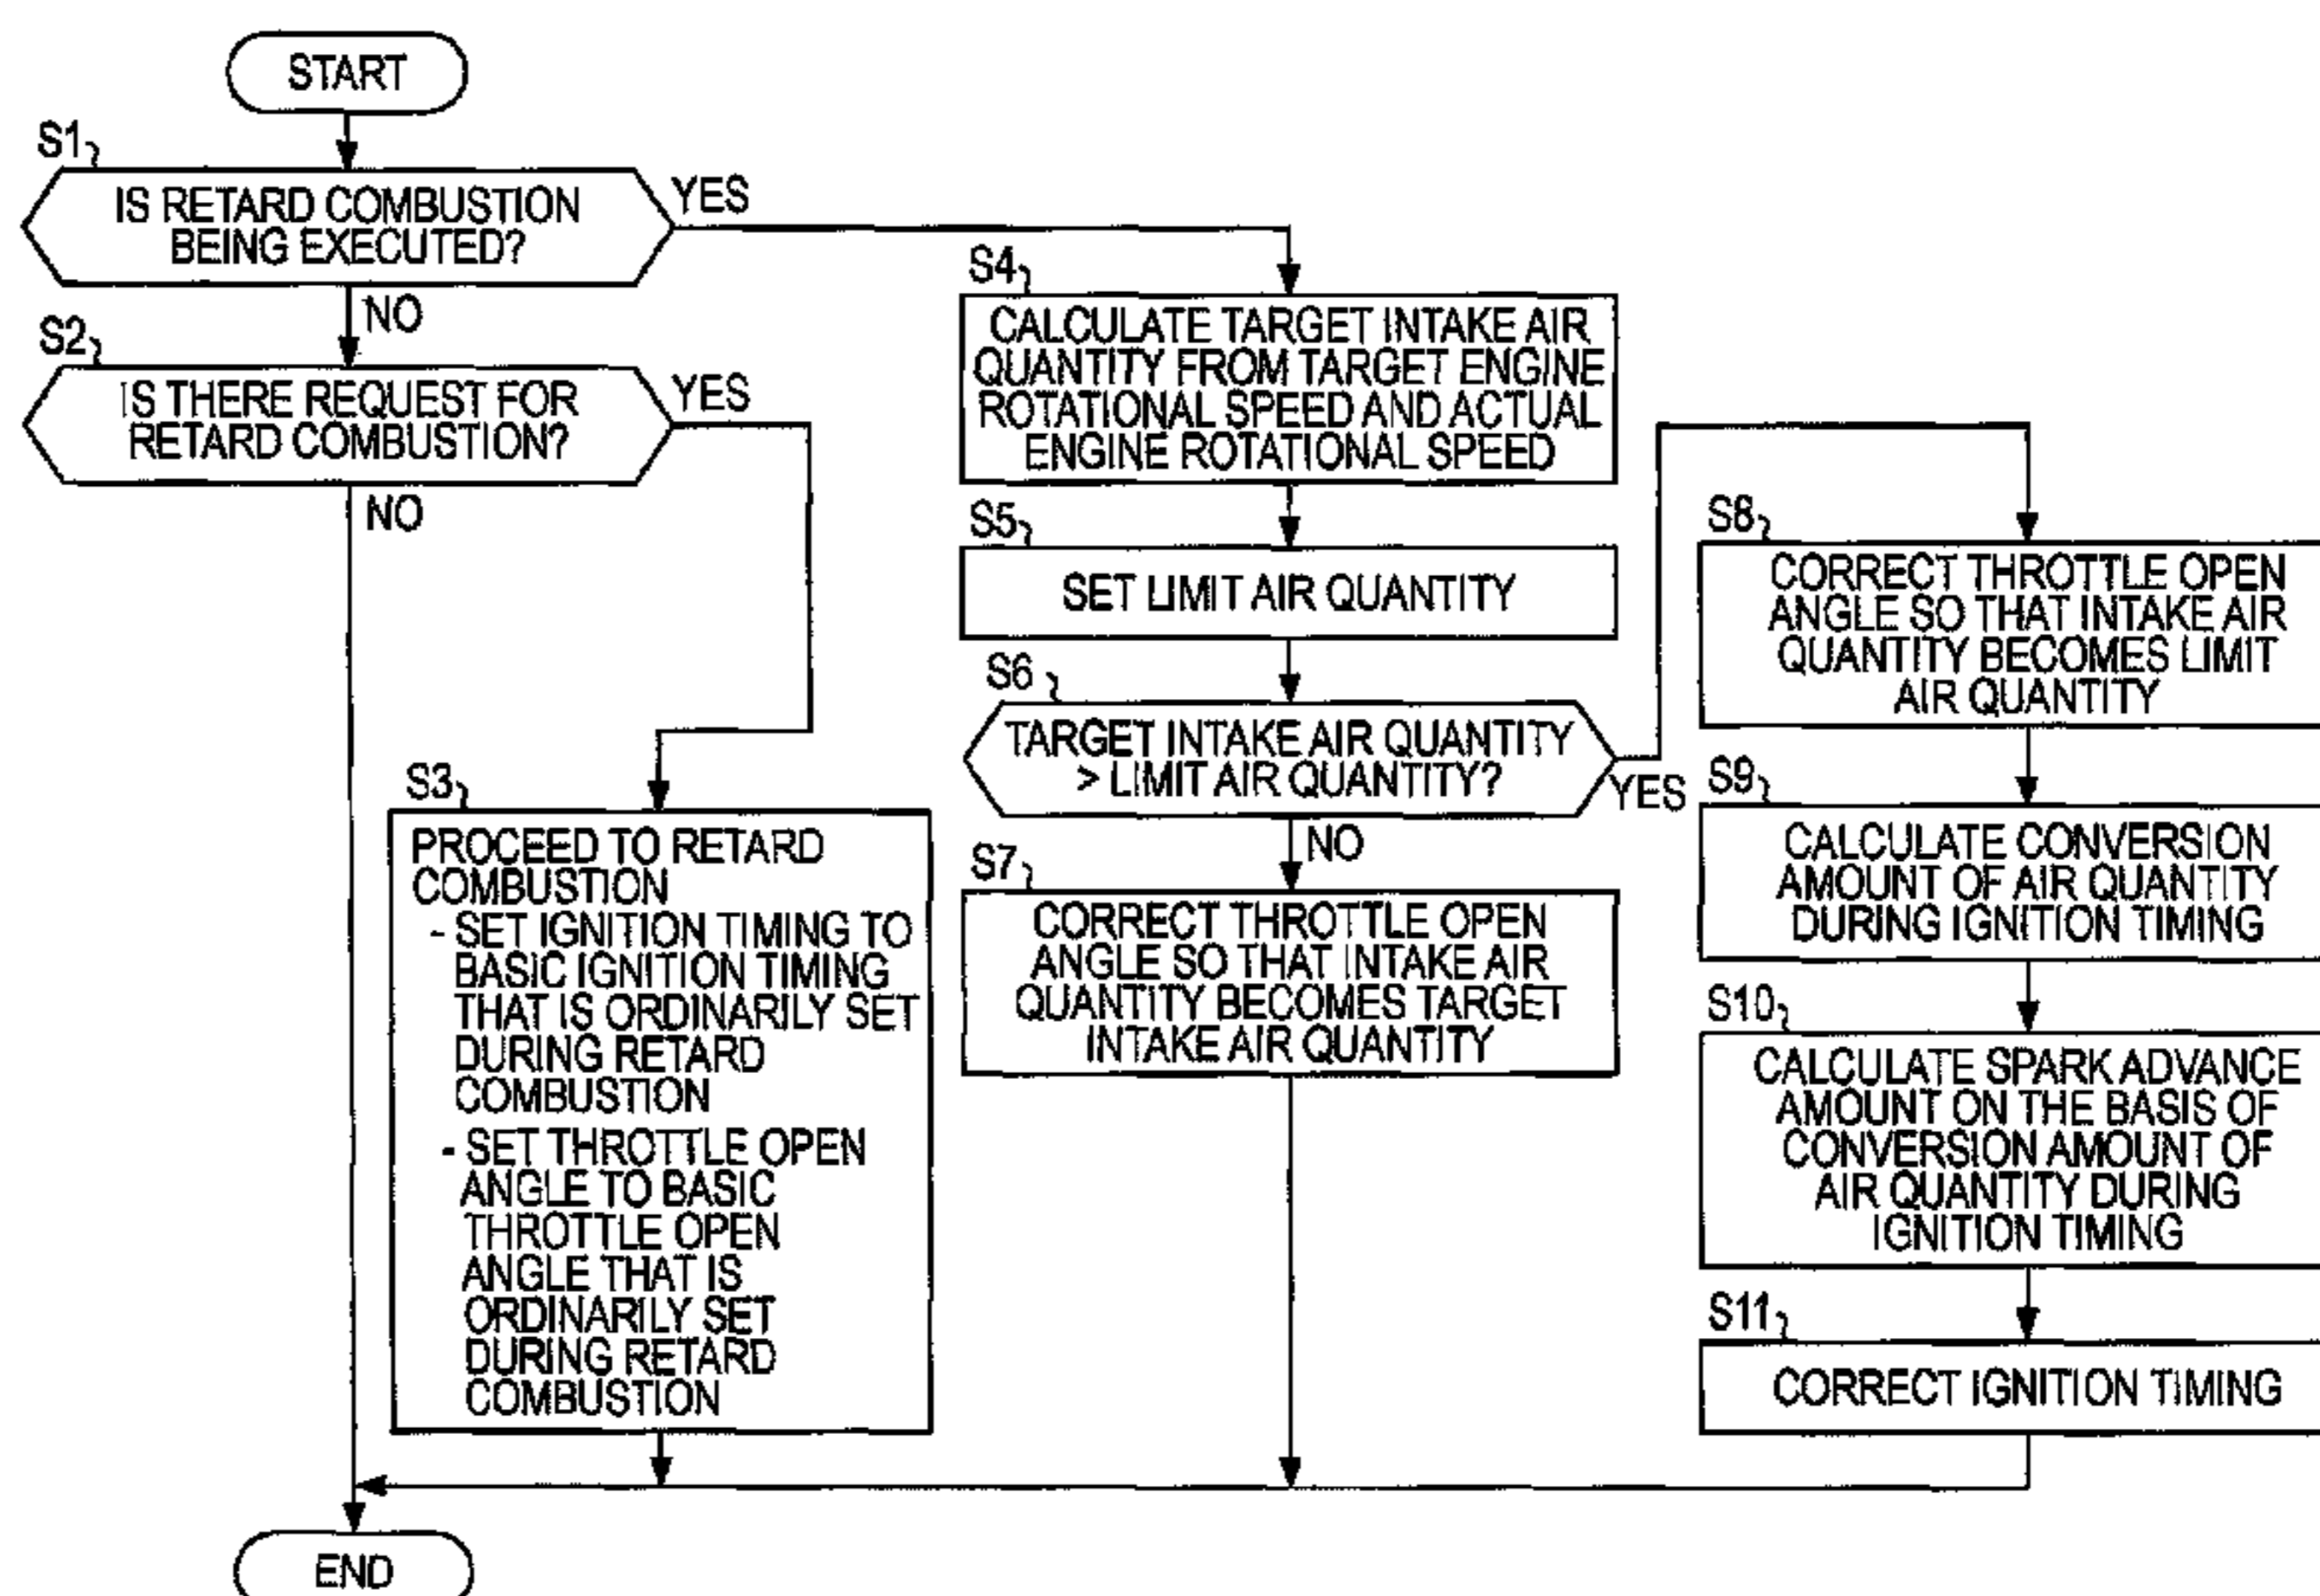 START
S1
IS RETARD COMBUSTION
BEING EXECUTED?
YES
NO
S2
IS THERE REQUEST FOR
RETARD COMBUSTION?
YES
NO
S3
PROCEED TO RETARD
COMBUSTION
- SET IGNITION TIMING TO
BASIC IGNITION TIMING
THAT IS ORDINARILY SET
DURING RETARD
COMBUSTION
- SET THROTTLE OPEN
ANGLE TO BASIC
THROTTLE OPEN
ANGLE THAT IS
ORDINARILY SET
DURING RETARD
COMBUSTION
S4
CALCULATE TARGET INTAKE AIR
QUANTITY FROM TARGET ENGINE
ROTATIONAL SPEED AND ACTUAL
ENGINE ROTATIONAL SPEED
S5
SET LIMIT AIR QUANTITY
S6
TARGET INTAKE AIR QUANTITY
> LIMIT AIR QUANTITY?
YES
NO
S7
CORRECT THROTTLE OPEN
ANGLE SO THAT INTAKE AIR
QUANTITY BECOMES TARGET
INTAKE AIR QUANTITY
S8
CORRECT THROTTLE OPEN
ANGLE SO THAT INTAKE AIR
QUANTITY BECOMES LIMIT
AIR QUANTITY
S9
CALCULATE CONVERSION
AMOUNT OF AIR QUANTITY
DURING IGNITION TIMING
S10
CALCULATE SPARK ADVANCE
AMOUNT ON THE BASIS OF
CONVERSION AMOUNT OF
AIR QUANTITY DURING
IGNITION TIMING
S11
CORRECT IGNITION TIMING
END